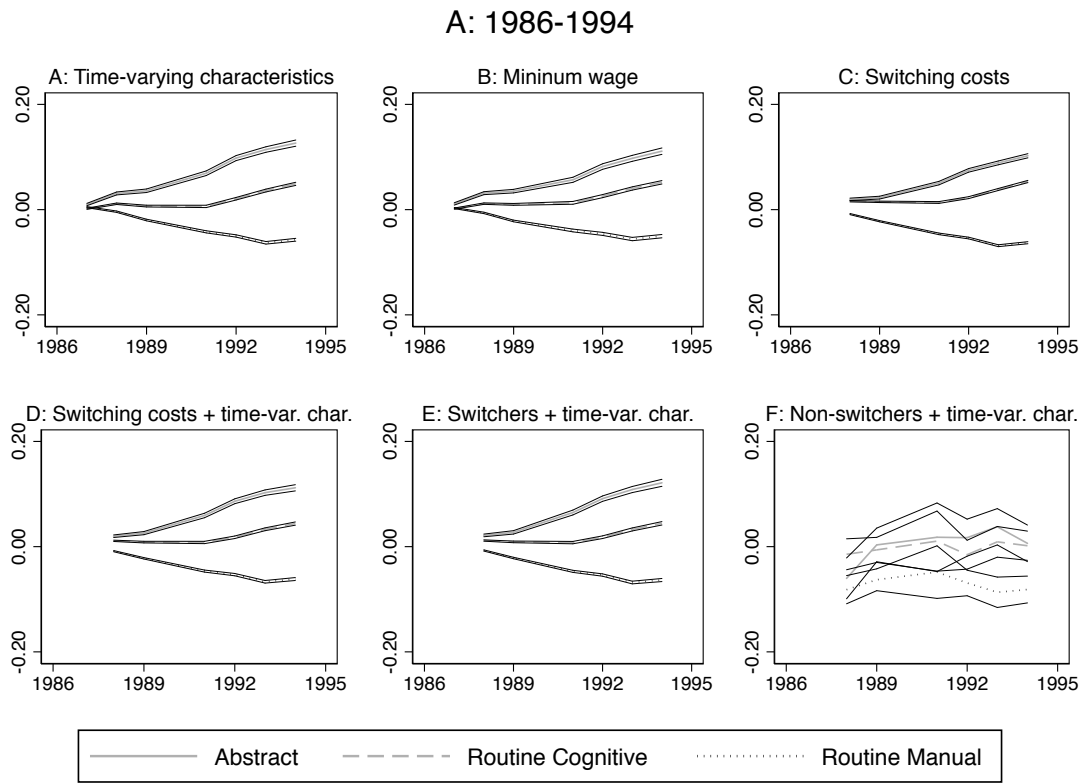 A: 1986-1994
A: Time-varying characteristics
B: Mininum wage
C: Switching costs
0.20
0.00
-0.20
1986 1989 1992 1995
0.20
0.00
-0.20
1986 1989 1992 1995
0.20
0.00
-0.20
1986 1989 1992 1995
D: Switching costs + time-var. char.
E: Switchers + time-var. char.
F: Non-switchers + time-var. char.
0.20
0.00
-0.20
1986 1989 1992 1995
0.20
0.00
-0.20
1986 1989 1992 1995
0.20
0.00
-0.20
1986 1989 1992 1995
Abstract Routine Cognitive Routine Manual